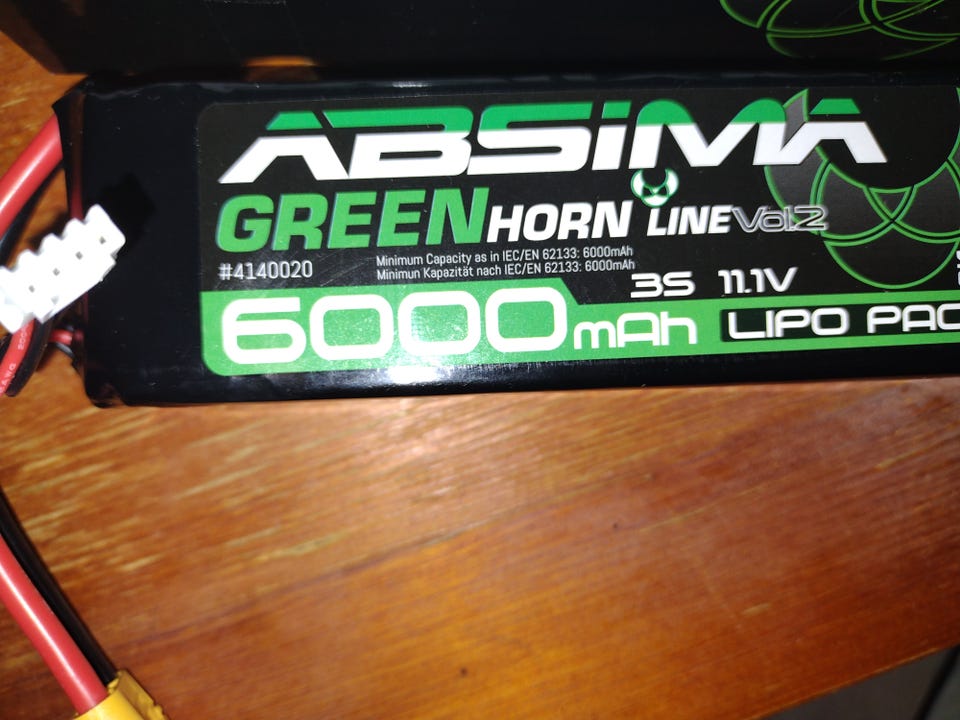 ABSiMA
GREENHORN LINE Vol.2
#4140020
Minimum Capacity as in IEC/EN 62133: 6000mAh
Minimun Kapazität nach IEC/EN 62133: 6000mAh
3S 11.1V
6000mAh LIPO PAC